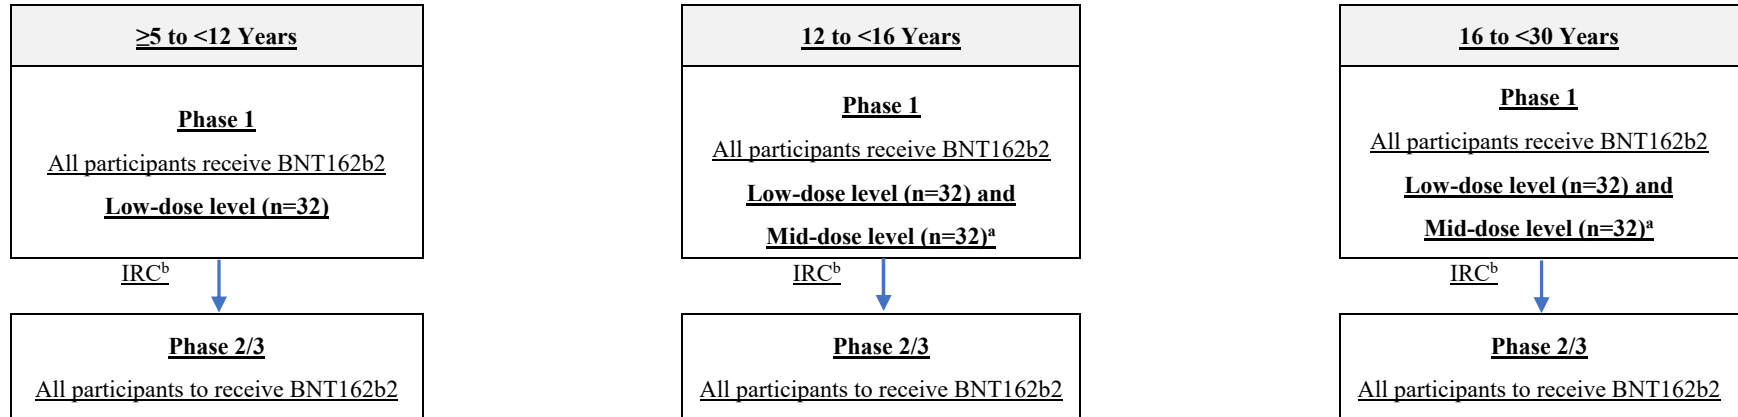 ≥5 to <12 Years
Phase 1
All participants receive BNT162b2
Low-dose level (n=32)
IRCᵇ
Phase 2/3
All participants to receive BNT162b2
12 to <16 Years
Phase 1
All participants receive BNT162b2
Low-dose level (n=32) and
Mid-dose level (n=32)ᵃ
IRCᵇ
Phase 2/3
All participants to receive BNT162b2
16 to <30 Years
Phase 1
All participants receive BNT162b2
Low-dose level (n=32) and
Mid-dose level (n=32)ᵃ
IRCᵇ
Phase 2/3
All participants to receive BNT162b2